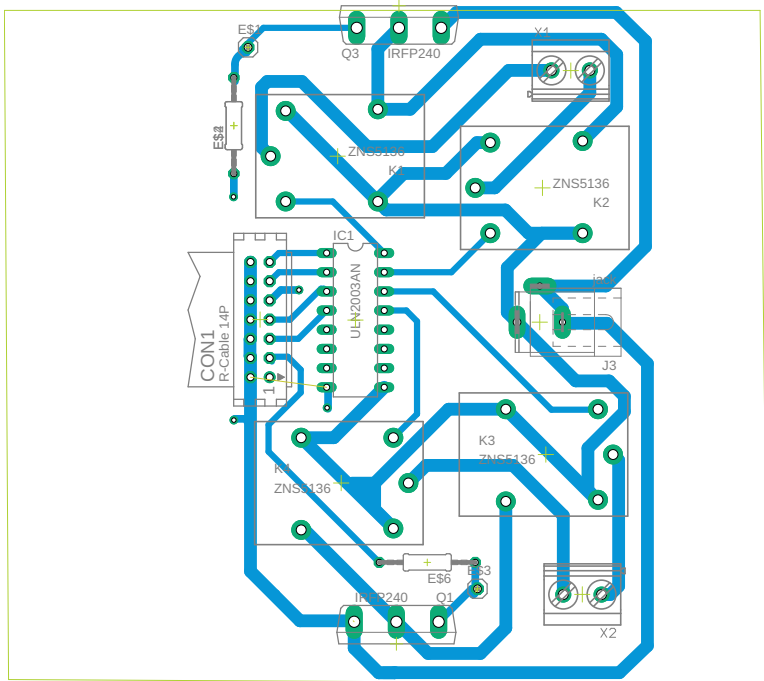 E$1
X1
Q3
IRFP240
E$2
ZNS5136
K1
ZNS5136
K2
IC1
ULN2003AN
jack
CON1
R-Cable 14P
1
J3
K3
ZNS5136
K4
ZNS5136
E$3
E$6
IRFP240
Q1
X2